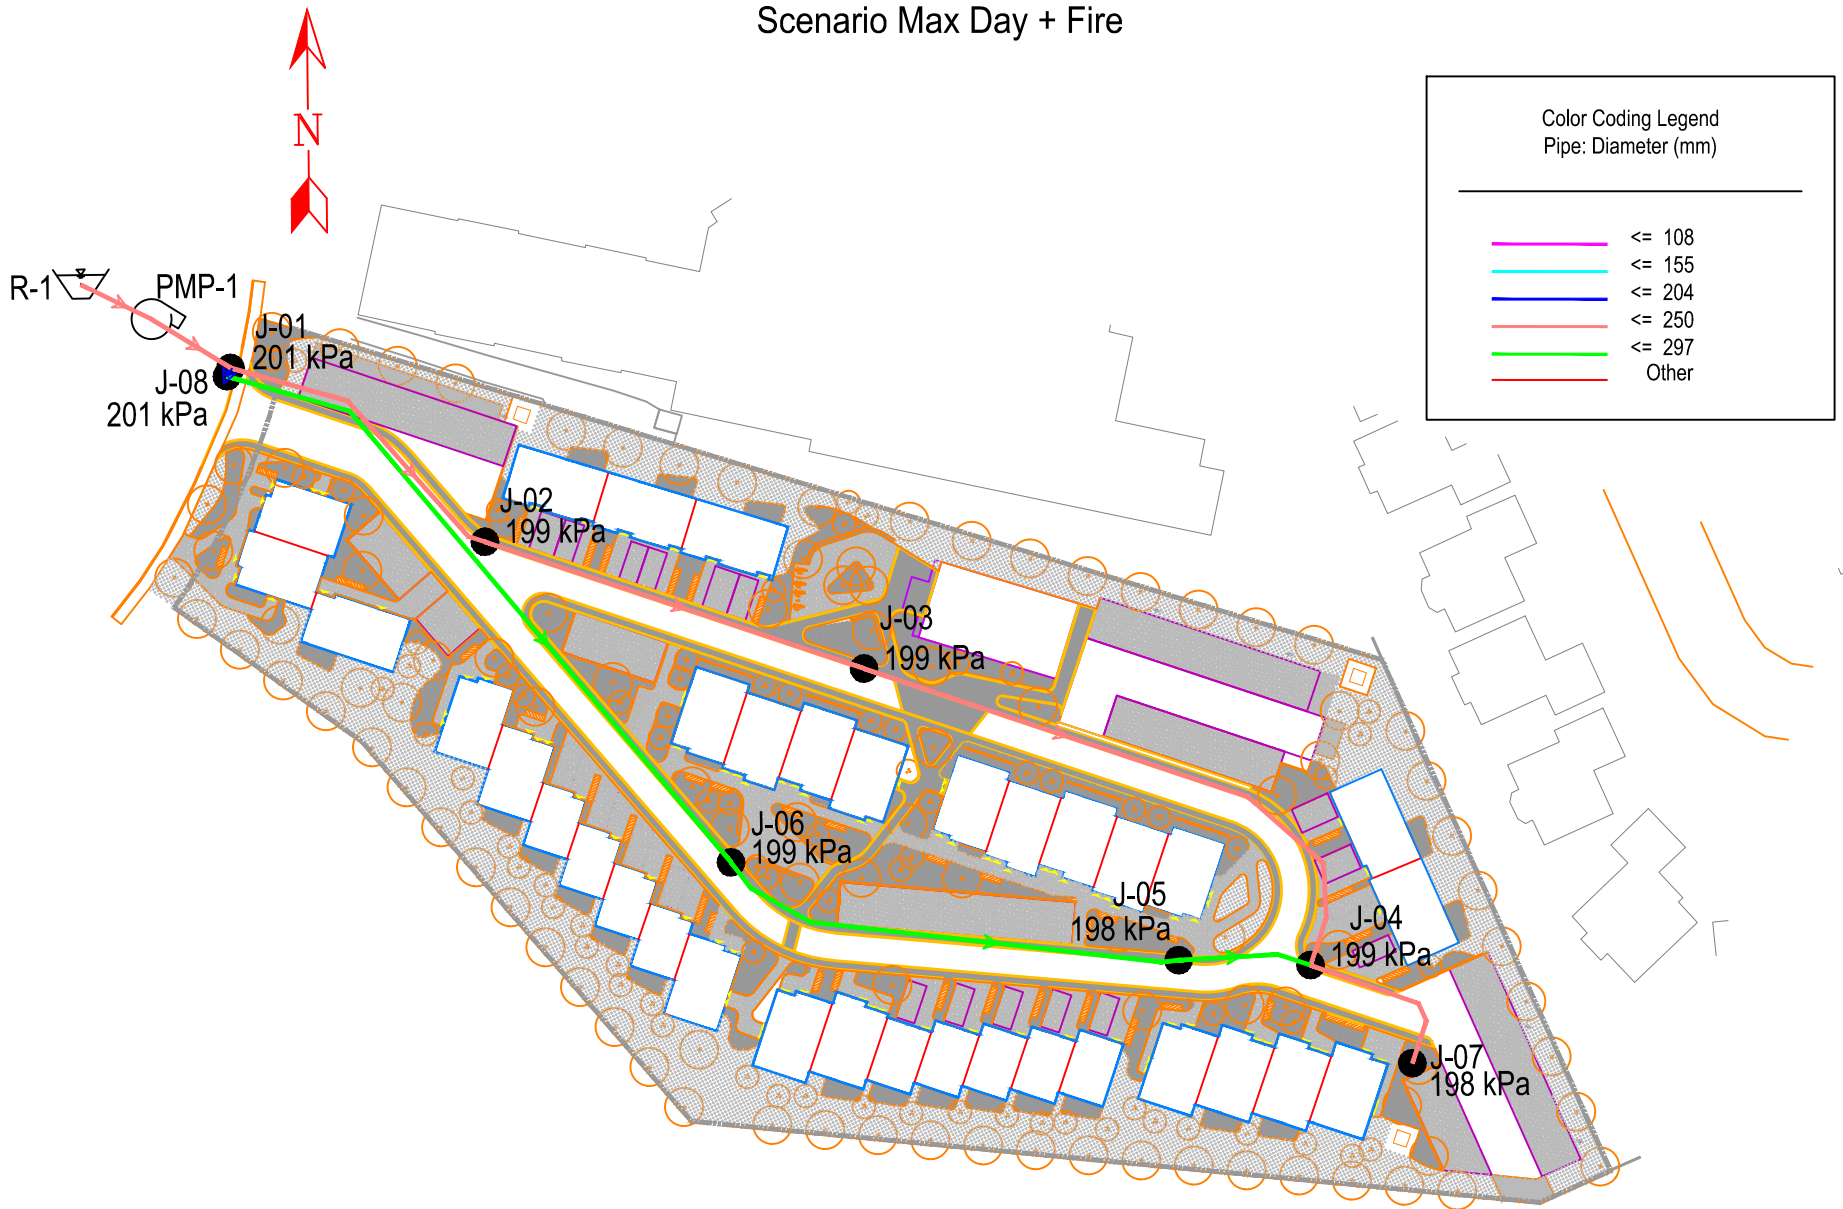 Scenario Max Day + Fire
N
Color Coding Legend
Pipe: Diameter (mm)
<= 108
<= 155
<= 204
<= 250
<= 297
Other
R-1
PMP-1
J-01
201 kPa
J-08
201 kPa
J-02
199 kPa
J-03
199 kPa
J-06
199 kPa
J-05
198 kPa
J-04
199 kPa
J-07
198 kPa